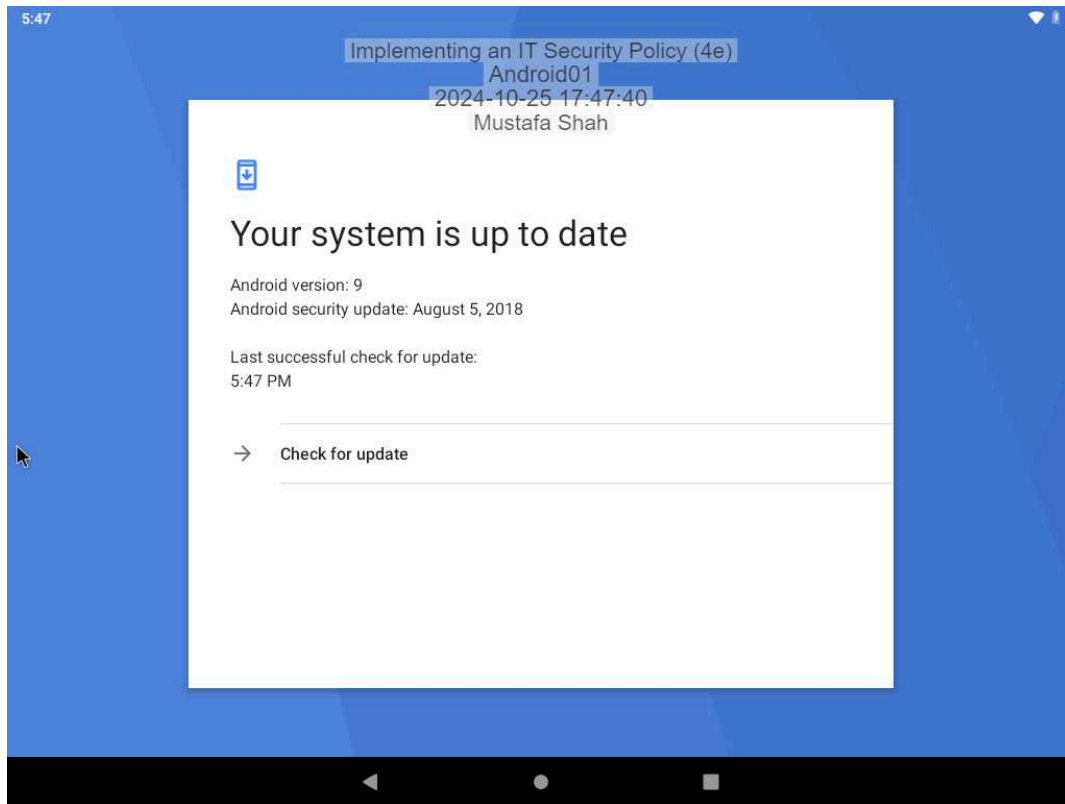 5:47
Implementing an IT Security Policy (4e)
Android01
2024-10-25 17:47:40
Mustafa Shah
Your system is up to date
Android version: 9
Android security update: August 5, 2018
Last successful check for update:
5:47 PM
Check for update